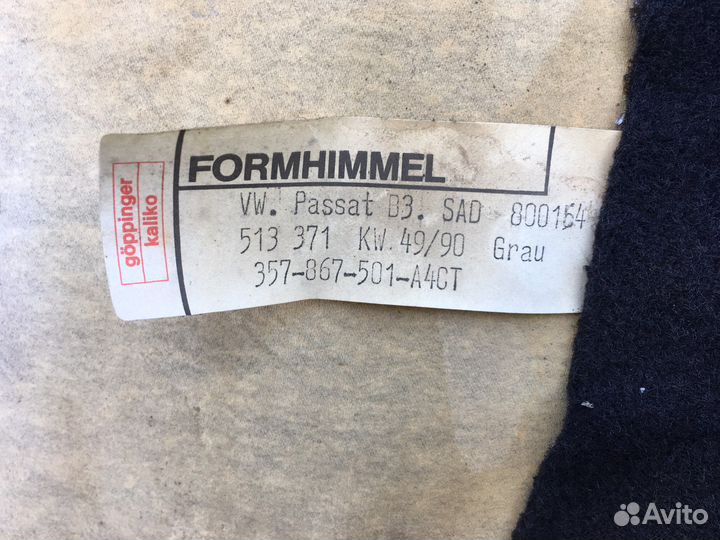 göppinger
kaliko
FORMHIMMEL
VW. Passat B3. SAD 800164
513 371 KW.49/90 Grau
357-867-501-A4CT
Avito